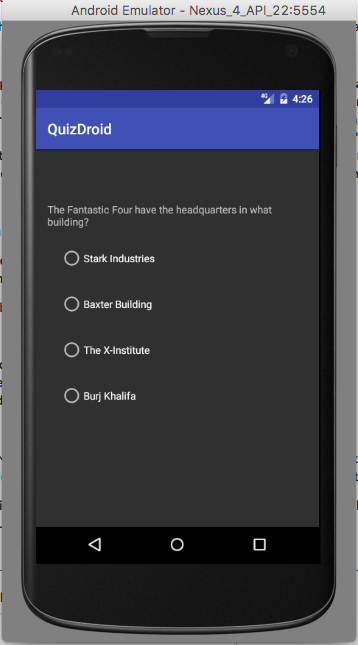 Android Emulator - Nexus_4_API_22:5554
4G 4:26
QuizDroid
The Fantastic Four have the headquarters in what
building?
Stark Industries
Baxter Building
The X-Institute
Burj Khalifa